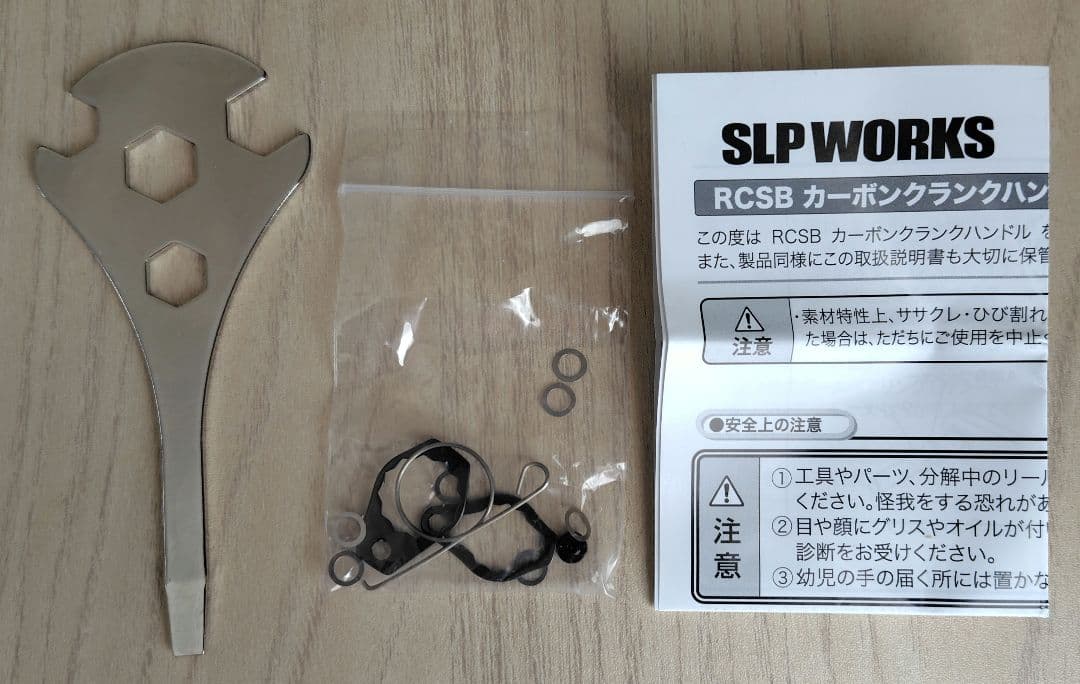 SLP WORKS
RCSB カーボンクランクハン
この度は RCSB カーボンクランクハンドル を
また、製品同様にこの取扱説明書も大切に保管
注意
・素材特性上、ササクレ・ひび割れ
た場合は、ただちにご使用を中止
●安全上の注意
注意
①工具やパーツ、分解中のリール
ください。怪我をする恐れがあ
②目や顔にグリスやオイルが付い
診断をお受けください。
③幼児の手の届く所には置かな